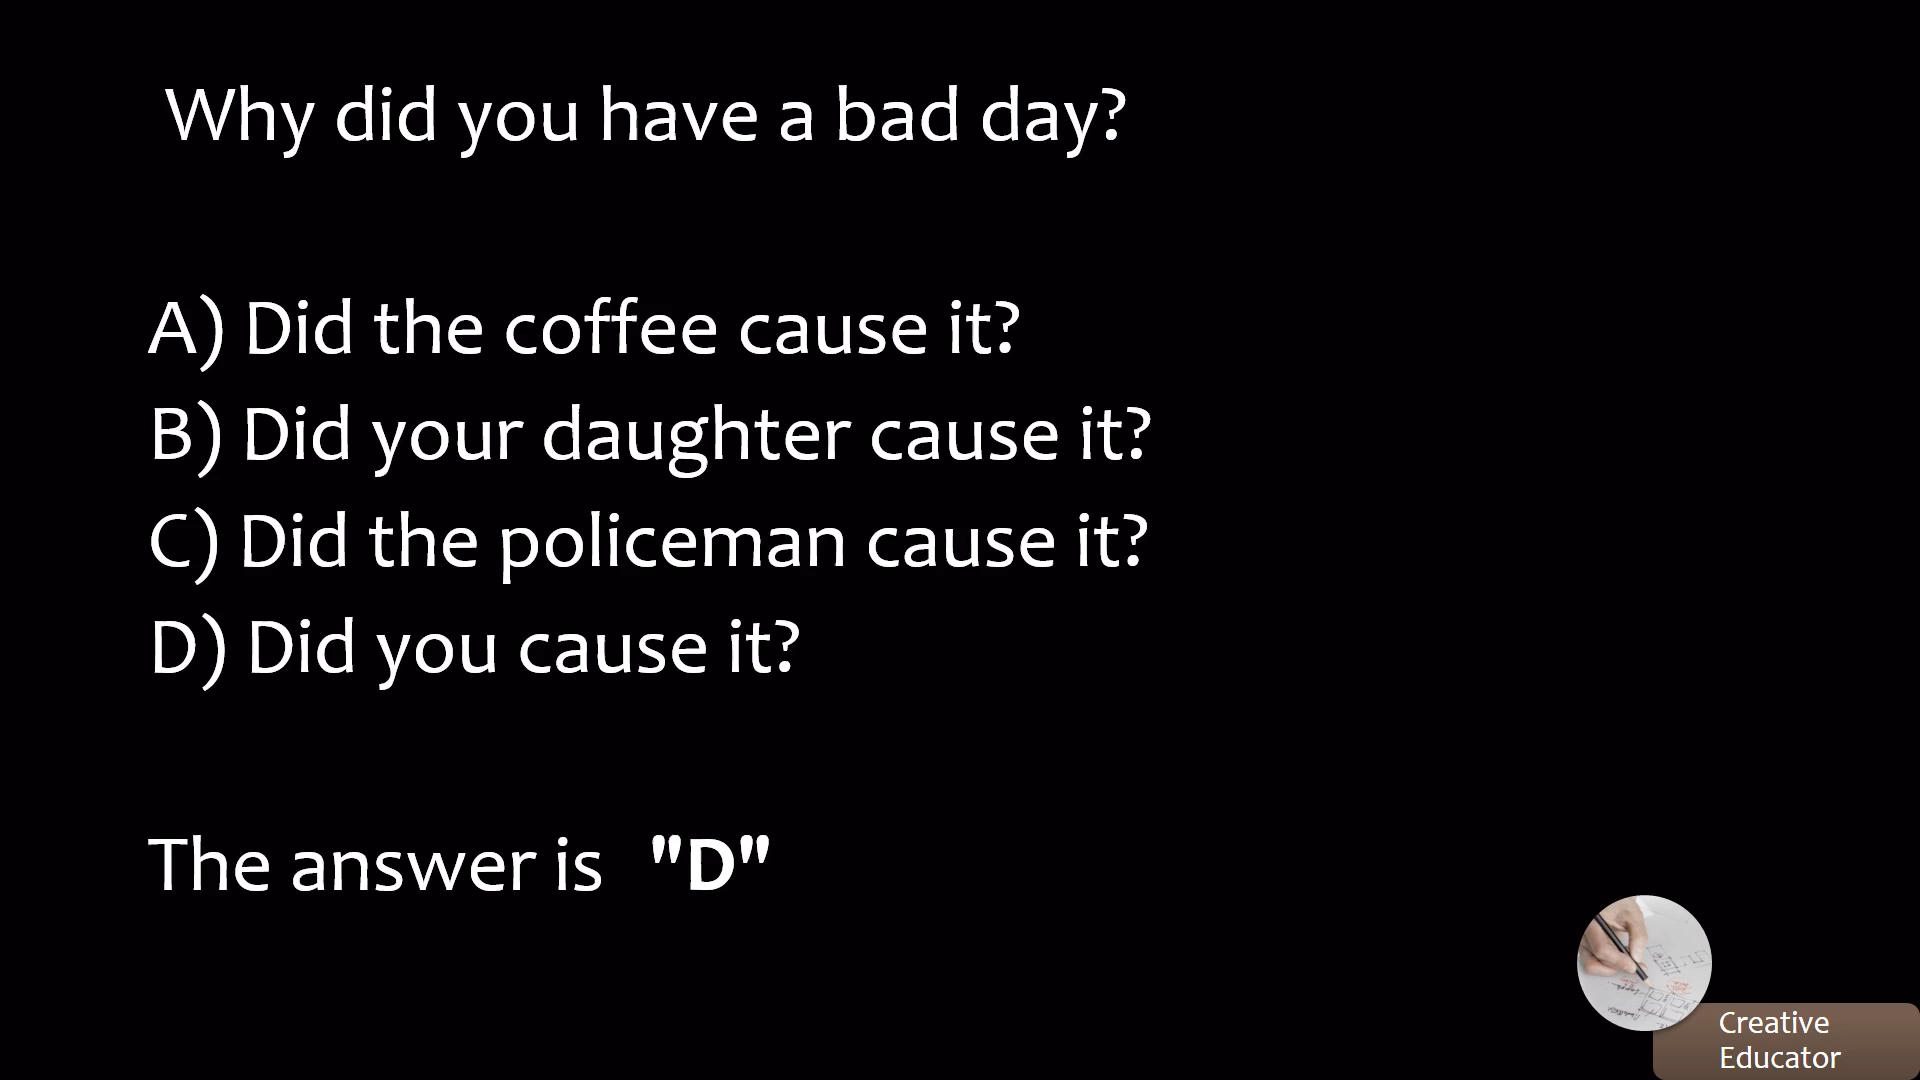 Why did you have a bad day?
A) Did the coffee cause it?
B) Did your daughter cause it?
C) Did the policeman cause it?
D) Did you cause it?
The answer is "D"
Creative
Educator